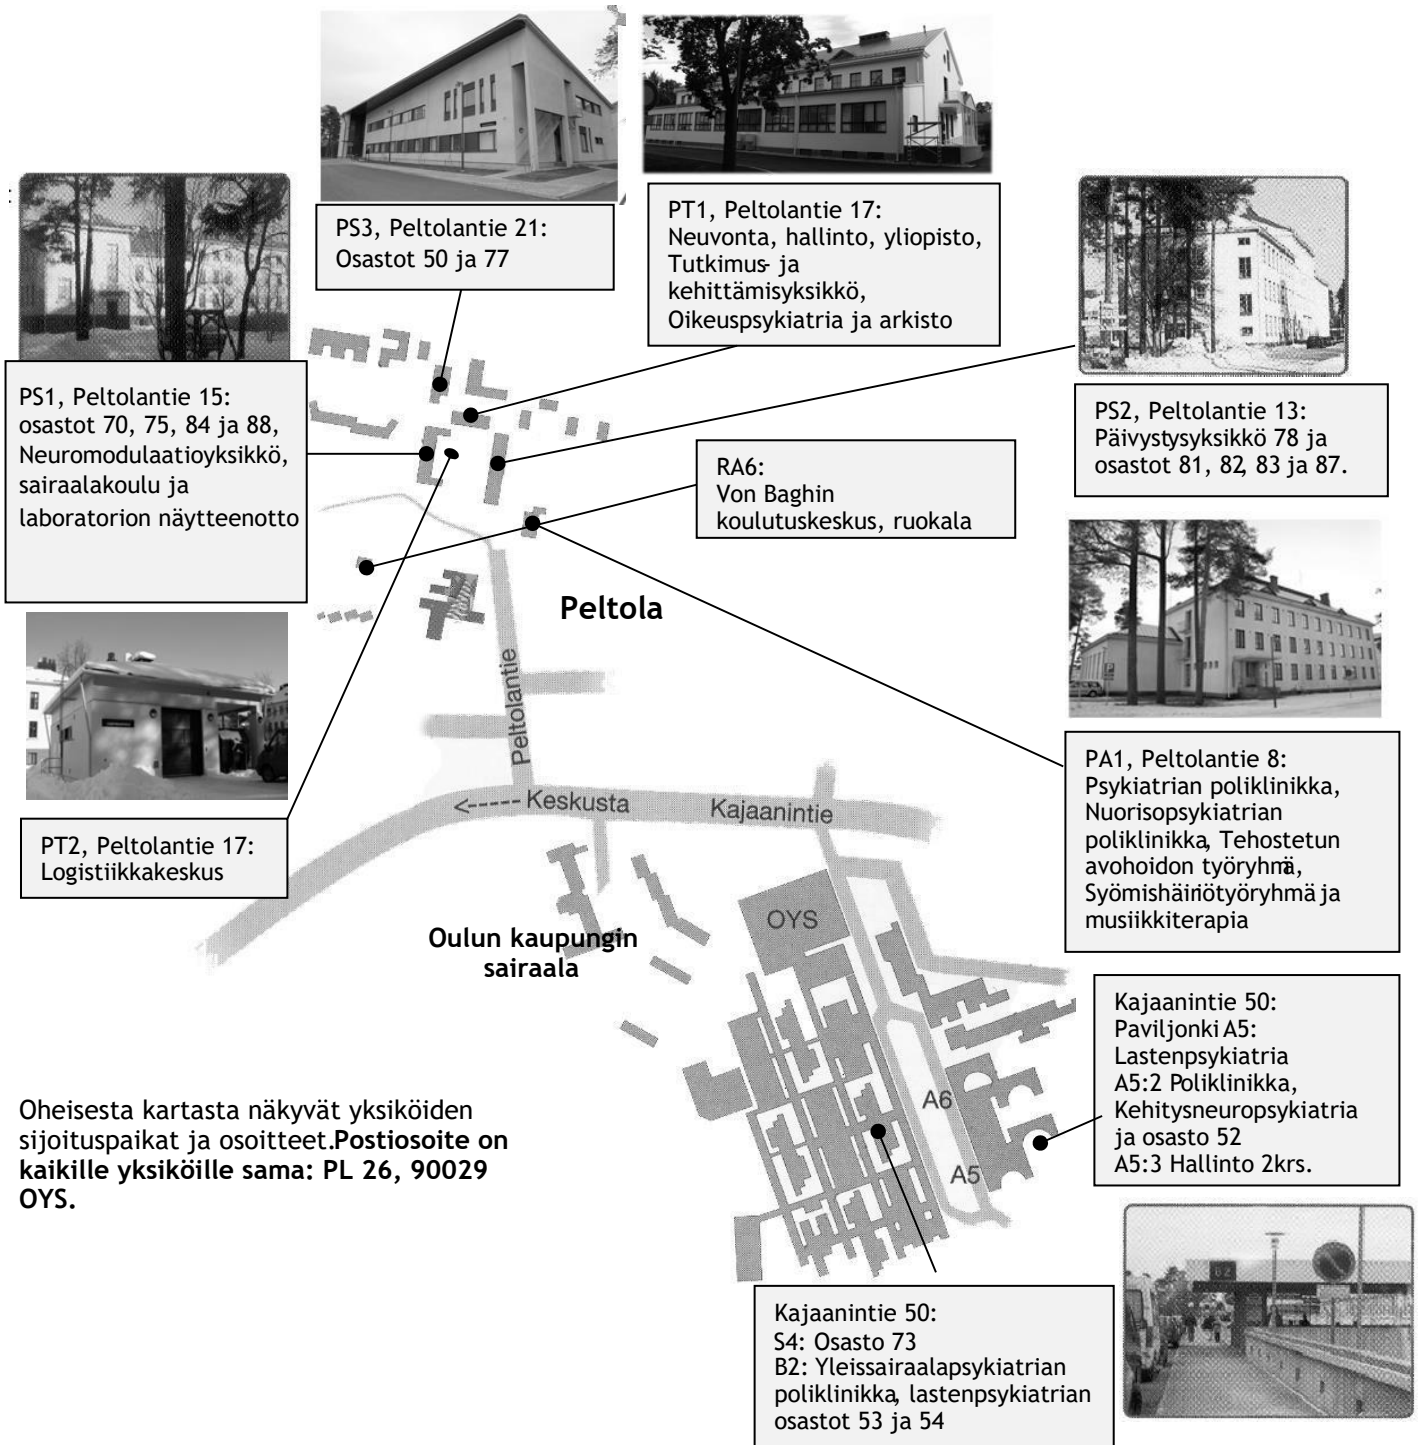 PS3, Peltolantie 21:
Osastot 50 ja 77
PT1, Peltolantie 17:
Neuvonta, hallinto, yliopisto,
Tutkimus- ja
kehittämisyksikkö,
Oikeuspsykiatria ja arkisto
PS1, Peltolantie 15:
osastot 70, 75, 84 ja 88,
Neuromodulaatioyksikkö,
sairaalakoulu ja
laboratorion näytteenotto
PS2, Peltolantie 13:
Päivystysyksikkö 78 ja
osastot 81, 82, 83 ja 87.
RA6:
Von Baghin
koulutuskeskus, ruokala
Peltola
Peltolantie
PA1, Peltolantie 8:
Psykiatrian poliklinikka,
Nuorisopsykiatrian
poliklinikka, Tehostetun
avohoidon työryhmä,
Syömishäiriötyöryhmä ja
musiikkiterapia
PT2, Peltolantie 17:
Logistiikkakeskus
<----- Keskusta
Kajaanintie
OYS
Oulun kaupungin
sairaala
Kajaanintie 50:
Paviljonki A5:
Lastenpsykiatria
A5:2 Poliklinikka,
Kehitysneuropsykiatria
ja osasto 52
A5:3 Hallinto 2krs.
A6
A5
Oheisesta kartasta näkyvät yksiköiden
sijoituspaikat ja osoitteet.Postiosoite on
kaikille yksiköille sama: PL 26, 90029
OYS.
Kajaanintie 50:
S4: Osasto 73
B2: Yleissairaalapsykiatrian
poliklinikka, lastenpsykiatrian
osastot 53 ja 54